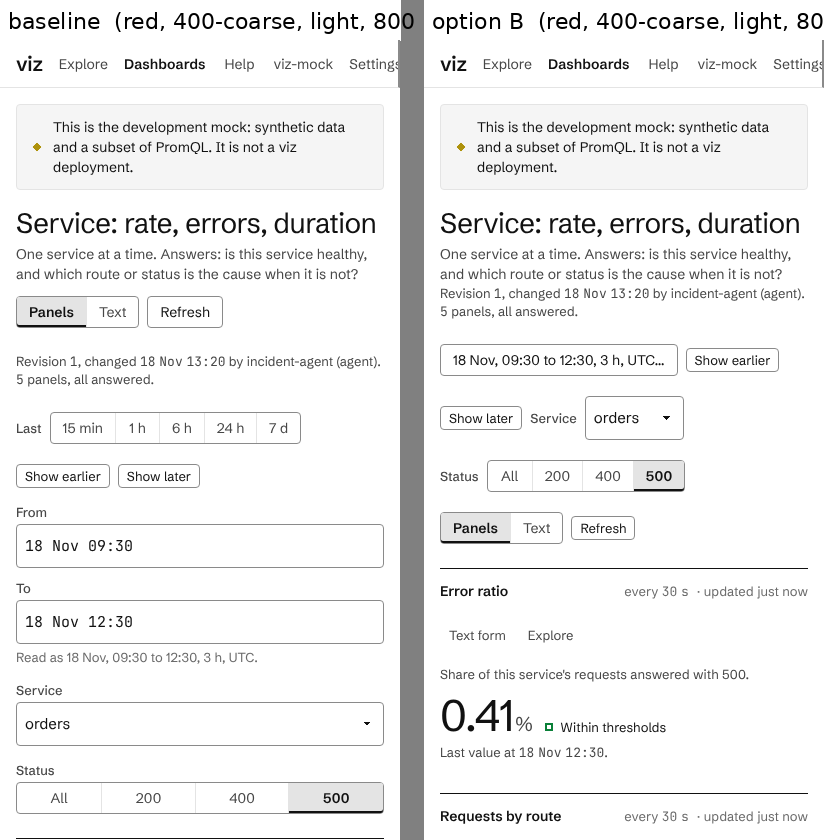 baseline  (red, 400-coarse, light, 800
viz Explore Dashboards Help viz-mock Settings
This is the development mock: synthetic data
and a subset of PromQL. It is not a viz
deployment.
Service: rate, errors, duration
One service at a time. Answers: is this service healthy,
and which route or status is the cause when it is not?
Panels Text Refresh
Revision 1, changed 18 Nov 13:20 by incident-agent (agent).
5 panels, all answered.
Last 15 min 1 h 6 h 24 h 7 d
Show earlier Show later
From
18 Nov 09:30
To
18 Nov 12:30
Read as 18 Nov, 09:30 to 12:30, 3 h, UTC.
Service
orders
Status
All 200 400 500
option B  (red, 400-coarse, light, 80
viz Explore Dashboards Help viz-mock Settings
This is the development mock: synthetic data
and a subset of PromQL. It is not a viz
deployment.
Service: rate, errors, duration
One service at a time. Answers: is this service healthy,
and which route or status is the cause when it is not?
Revision 1, changed 18 Nov 13:20 by incident-agent (agent).
5 panels, all answered.
18 Nov, 09:30 to 12:30, 3 h, UTC... Show earlier
Show later Service orders
Status All 200 400 500
Panels Text Refresh
Error ratio every 30 s · updated just now
Text form Explore
Share of this service's requests answered with 500.
0.41% Within thresholds
Last value at 18 Nov 12:30.
Requests by route every 30 s · updated just now